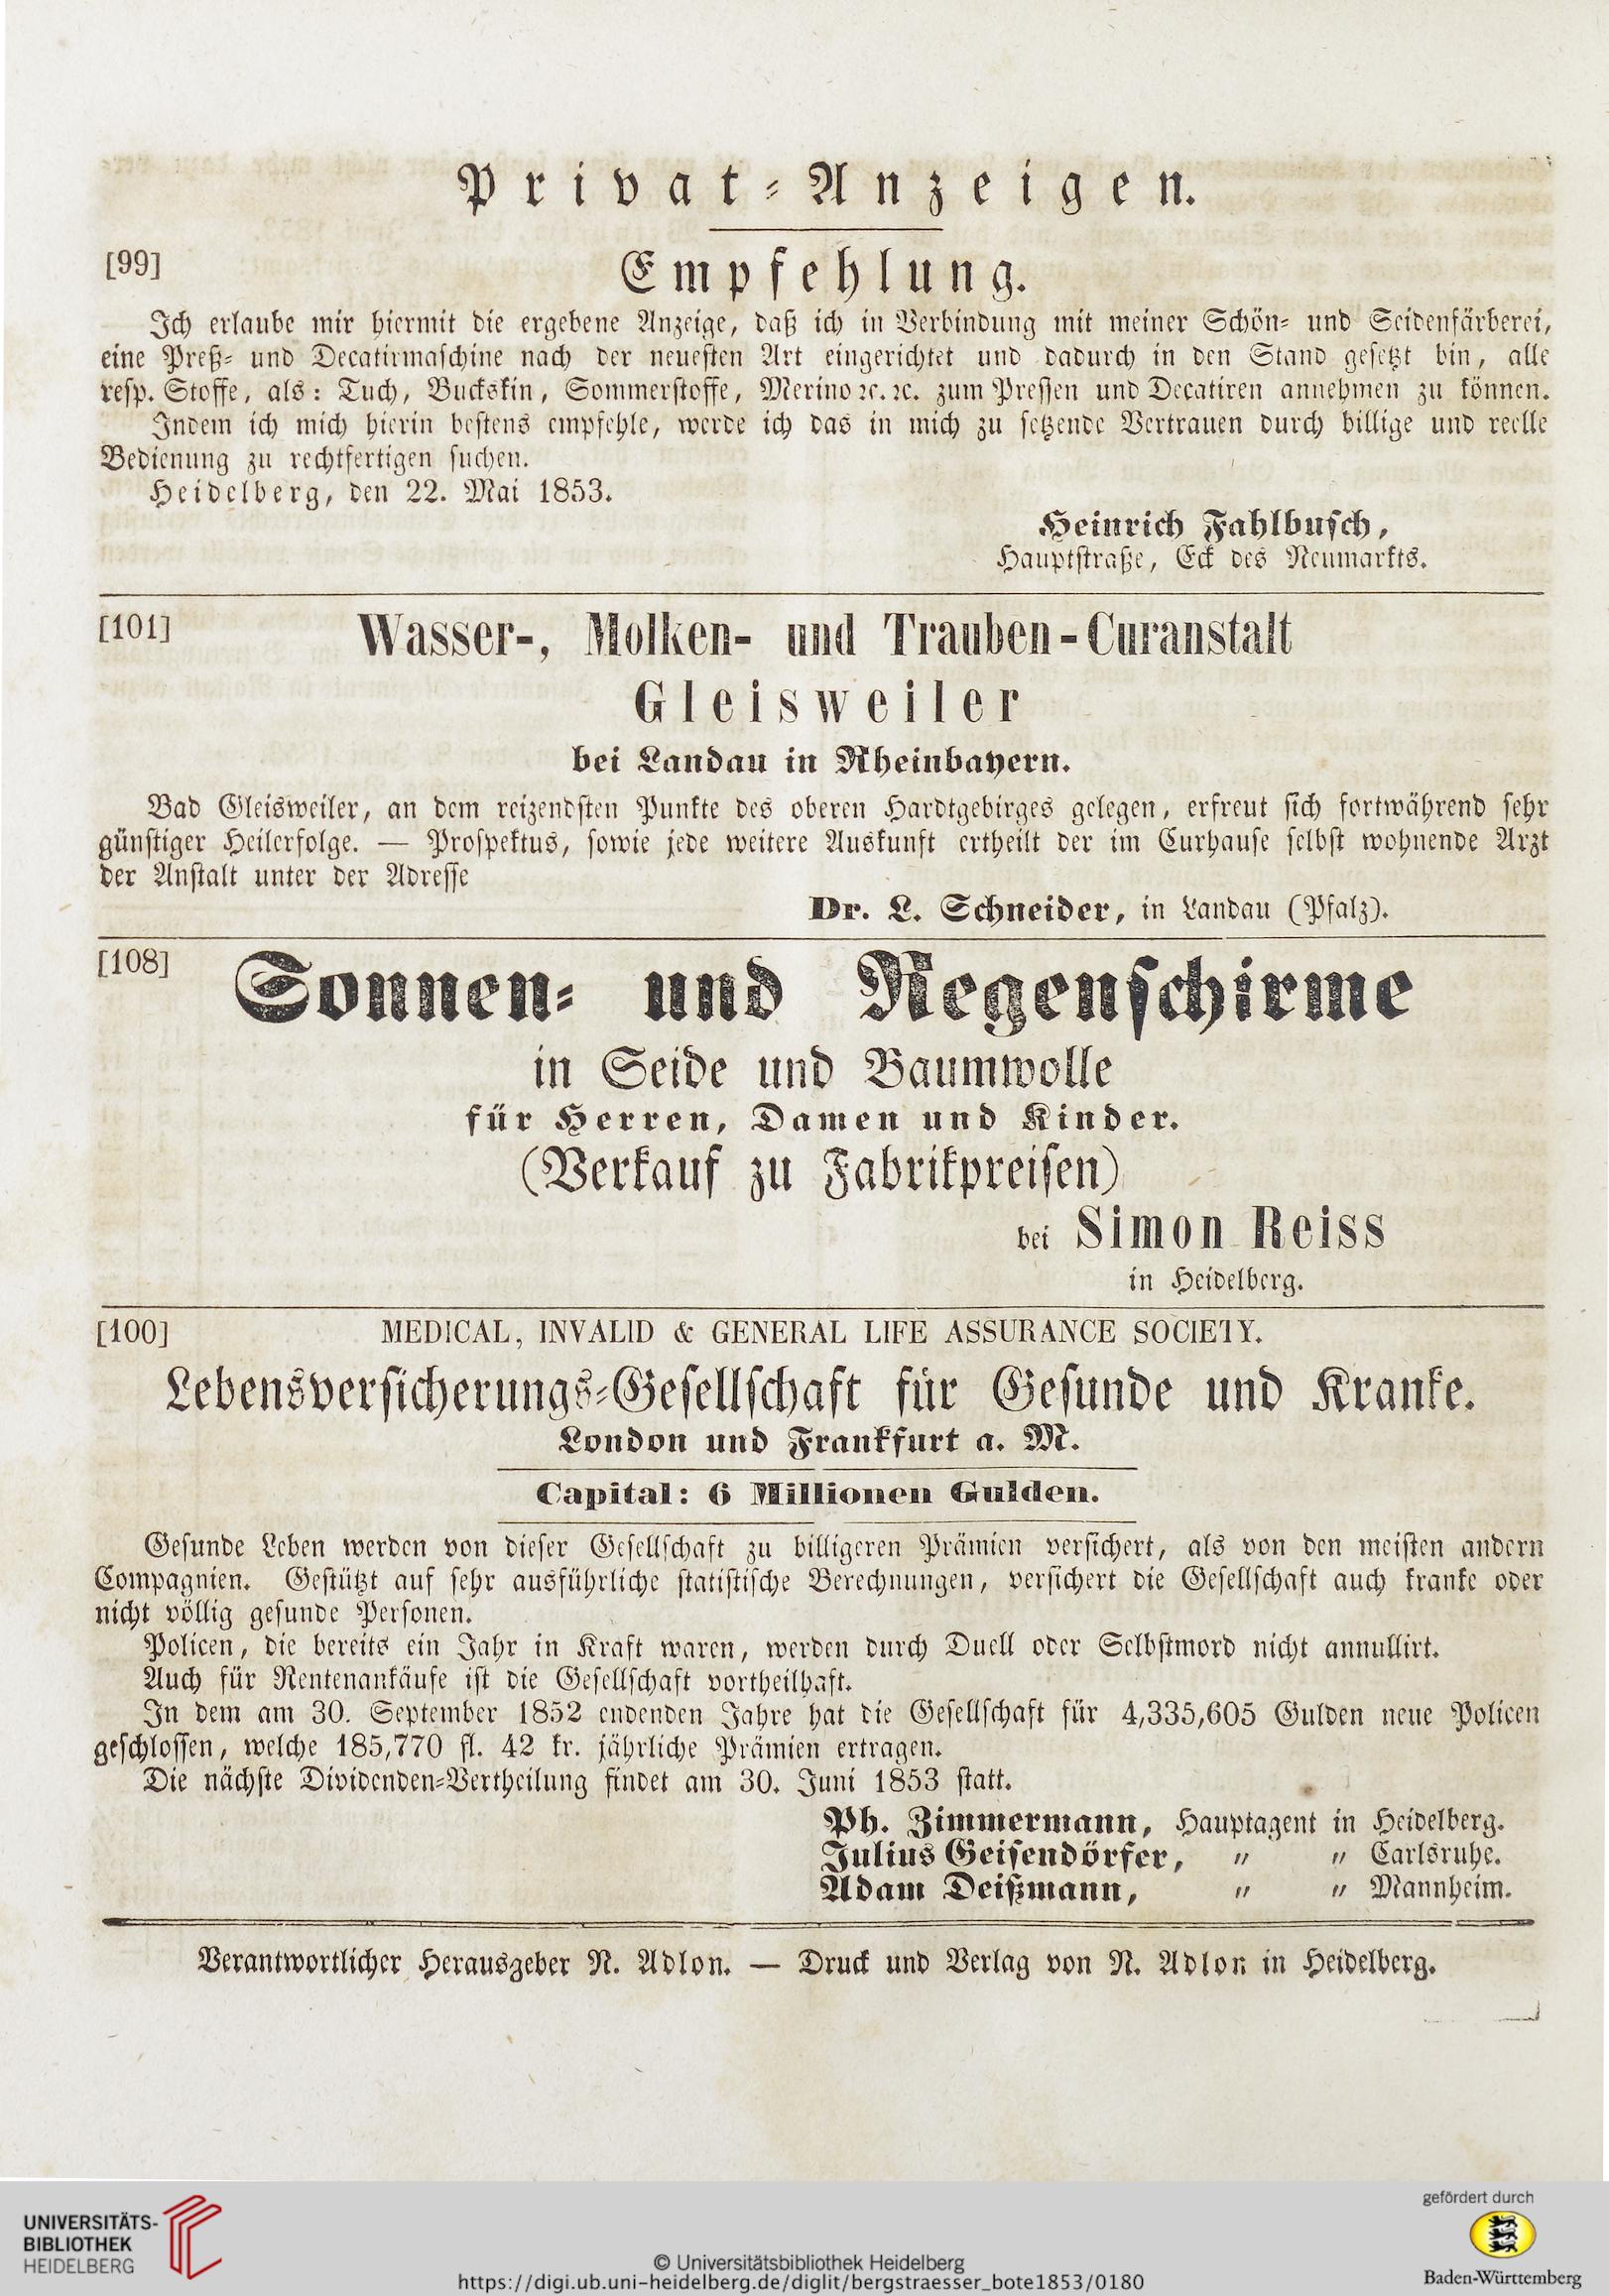 Privat-Anzeigen.
[99]
Empfehlung.
Ich erlaube mir hiermit die ergebene Anzeige, daß ich in Verbindung mit meiner Schön- und Seidenfärberei,
eine Preß- und Decatirmaschine nach der neuesten Art eingerichtet und dadurch in den Stand gesetzt bin, alle
resp. Stoffe, als: Tuch, Buckskin, Sommerstoffe, Merino ꝛc. ꝛc. zum Pressen und Decatiren annehmen zu können.
Indem ich mich hierin bestens empfehle, werde ich das in mich zu setzende Vertrauen durch billige und reelle
Bedienung zu rechtfertigen suchen.
Heidelberg, den 22. Mai 1853.
Heinrich Fahlbusch,
Hauptstraße, Eck des Neumarkts.
[101]
Wasser-, Molken- und Trauben-Curanstalt
Gleisweiler
bei Landau in Rheinbayern.
Bad Gleisweiler, an dem reizendsten Punkte des oberen Hardtgebirges gelegen, erfreut sich fortwährend sehr
günstiger Heilerfolge. — Prospektus, sowie jede weitere Auskunft ertheilt der im Curhause selbst wohnende Arzt
der Anstalt unter der Adresse
Dr. L. Schneider, in Landau (Pfalz).
[108]
Sonnen- und Regenschirme
in Seide und Baumwolle
für Herren, Damen und Kinder.
(Verkauf zu Fabrikpreisen)
bei Simon Reiss
in Heidelberg.
[100]
MEDICAL, INVALID & GENERAL LIFE ASSURANCE SOCIETY.
Lebensversicherungs-Gesellschaft für Gesunde und Kranke.
London und Frankfurt a. M.
Capital: 6 Millionen Gulden.
Gesunde Leben werden von dieser Gesellschaft zu billigeren Prämien versichert, als von den meisten andern
Compagnien. Gestützt auf sehr ausführliche statistische Berechnungen, versichert die Gesellschaft auch kranke oder
nicht völlig gesunde Personen.
Policen, die bereits ein Jahr in Kraft waren, werden durch Duell oder Selbstmord nicht annullirt.
Auch für Rentenankäufe ist die Gesellschaft vortheilhaft.
In dem am 30. September 1852 endenden Jahre hat die Gesellschaft für 4,335,605 Gulden neue Policen
geschlossen, welche 185,770 fl. 42 kr. jährliche Prämien ertragen.
Die nächste Dividenden-Vertheilung findet am 30. Juni 1853 statt.
Ph. Zimmermann, Hauptagent in Heidelberg.
Julius Geisendörfer, " " Carlsruhe.
Adam Deißmann, " " Mannheim.
Verantwortlicher Herausgeber N. Adlon. — Druck und Verlag von N. Adlon in Heidelberg.
UNIVERSITÄTS-
BIBLIOTHEK
HEIDELBERG
© Universitätsbibliothek Heidelberg
https://digi.ub.uni-heidelberg.de/diglit/bergstraesser_bote1853/0180
gefördert durch
Baden-Württemberg